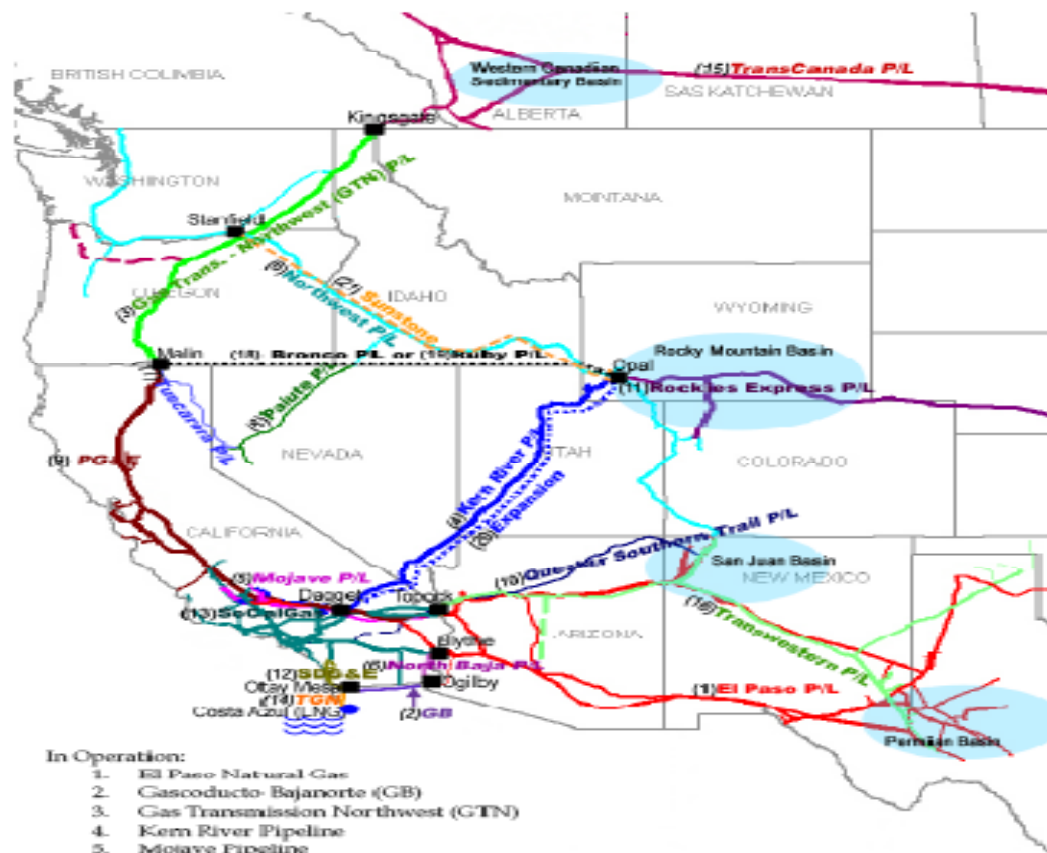 BRITISH COLUMBIA
Western Canadian
Sedimentary Basin
(15)TransCanada P/L
SASKATCHEWAN
ALBERTA
Kingsgate
WASHINGTON
MOINTANA
Stanfield
(3)Gas Trans. - Northwest (GTN) P/L
OREGON
IDAHO
Northwest P/L
(21) Sunstone
WYOMING
Malin
(18) Bronco P/L or (19)Ruby P/L
Rocky Mountain Basin
Opal
(11)Rockies Express P/L
Tuscarora P/L
Paiute P/L
(9) PG&E
NEVADA
UTAH
COLORADO
Kern River P/L
(20)Expansion
CALIFORNIA
(10)Questar Southern Trail P/L
San Juan Basin
NEW MEXICO
(5)Mojave P/L
Dagget
Topock
(13)SoCalGas
(16)Transwestern P/L
ARIZONA
Blythe
(6)North Baja P/L
(12)SDG&E
Ogilby
Ottay Mesa
(14)TGN
(1)El Paso P/L
Costa Azul (LNG)
(2)GB
Permian Basin
In Operation:
1. El Paso Natural Gas
2. Gasoducto Bajanorte (GB)
3. Gas Transmission Northwest (GTN)
4. Kern River Pipeline
5. Mojave Pipeline